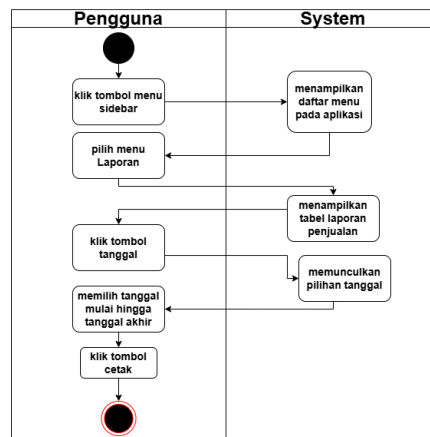 Pengguna
System
klik tombol menu
sidebar
menampilkan
daftar menu
pada aplikasi
pilih menu
Laporan
menampilkan
tabel laporan
penjualan
klik tombol
tanggal
memunculkan
pilihan tanggal
memilih tanggal
mulai hingga
tanggal akhir
klik tombol
cetak